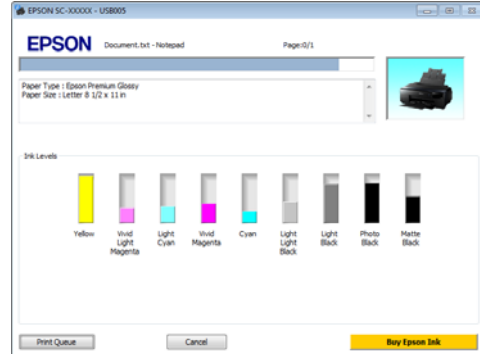 EPSON SC-XXXXX - USB005
EPSON
Document.txt - Notepad
Page:0/1
Paper Type : Epson Premium Glossy
Paper Size : Letter 8 1/2 x 11 in
Ink Levels
Yellow
Vivid Light Magenta
Light Cyan
Vivid Magenta
Cyan
Light Light Black
Light Black
Photo Black
Matte Black
Print Queue
Cancel
Buy Epson Ink